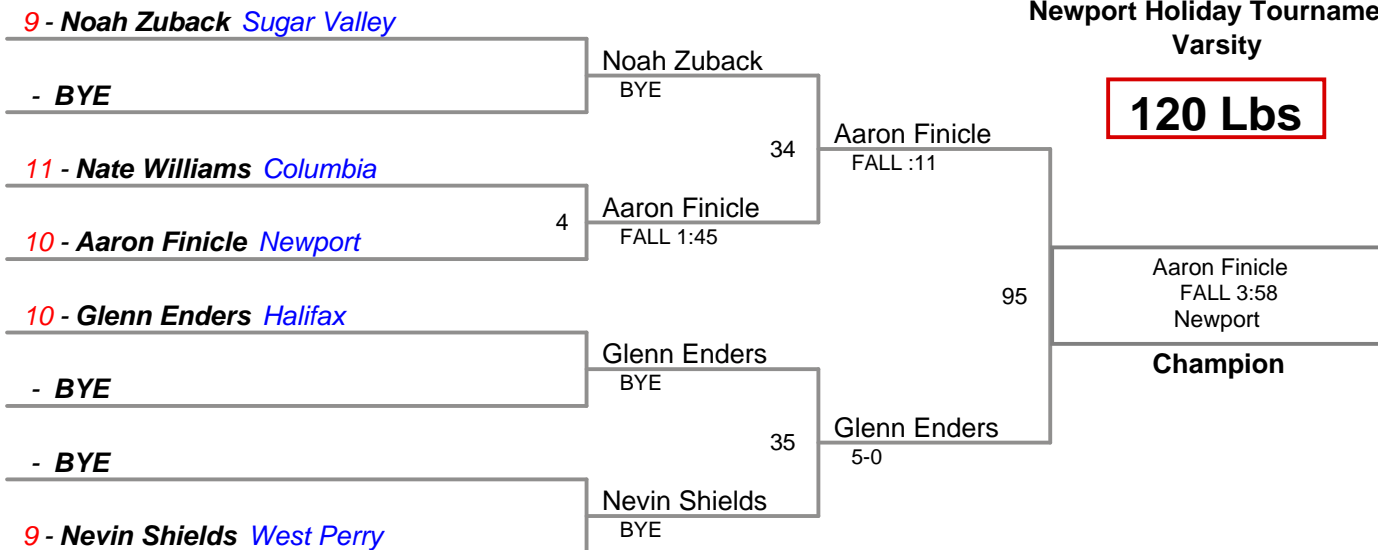 9 - Noah Zuback Sugar Valley
- BYE
11 - Nate Williams Columbia
10 - Aaron Finicle Newport
10 - Glenn Enders Halifax
- BYE
- BYE
9 - Nevin Shields West Perry
Noah Zuback
BYE
4
Aaron Finicle
FALL 1:45
Glenn Enders
BYE
Nevin Shields
BYE
34
Aaron Finicle
FALL :11
35
Glenn Enders
5-0
95
Newport Holiday Tourname
Varsity
120 Lbs
Aaron Finicle
FALL 3:58
Newport
Champion